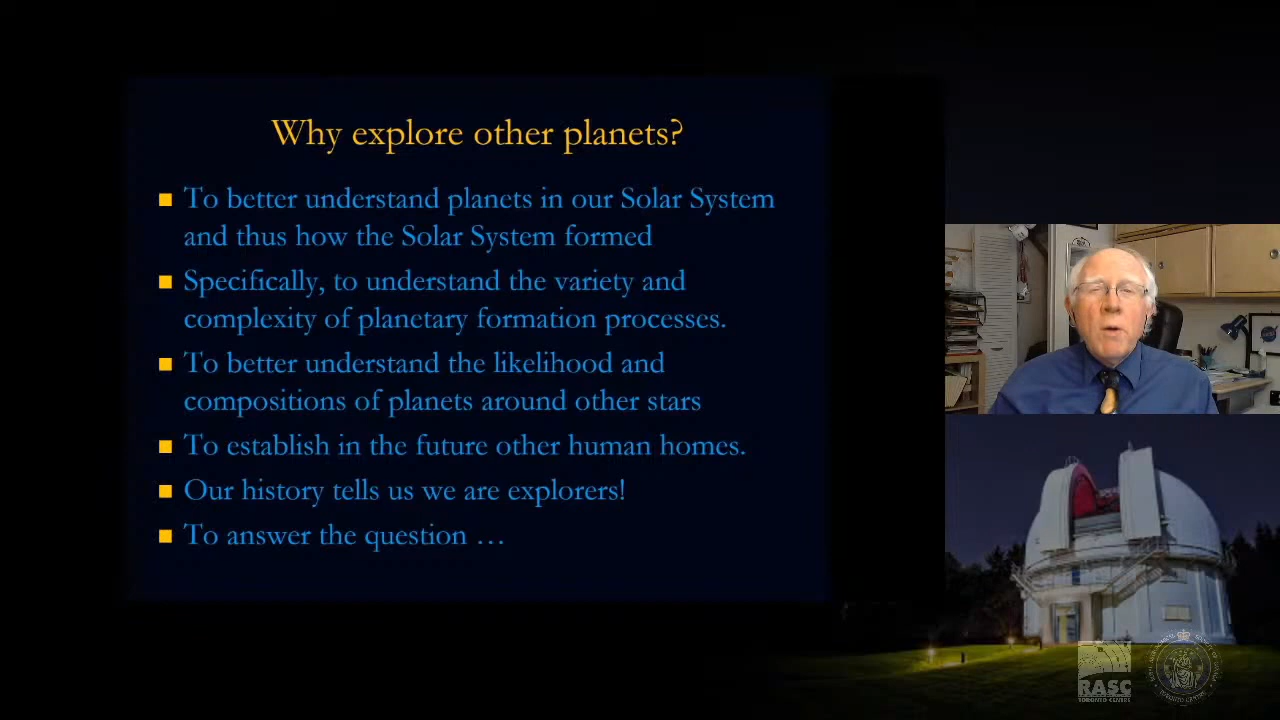 Why explore other planets?
To better understand planets in our Solar System
and thus how the Solar System formed
Specifically, to understand the variety and
complexity of planetary formation processes.
To better understand the likelihood and
compositions of planets around other stars
To establish in the future other human homes.
Our history tells us we are explorers!
To answer the question …
RASC
TORONTO CENTRE